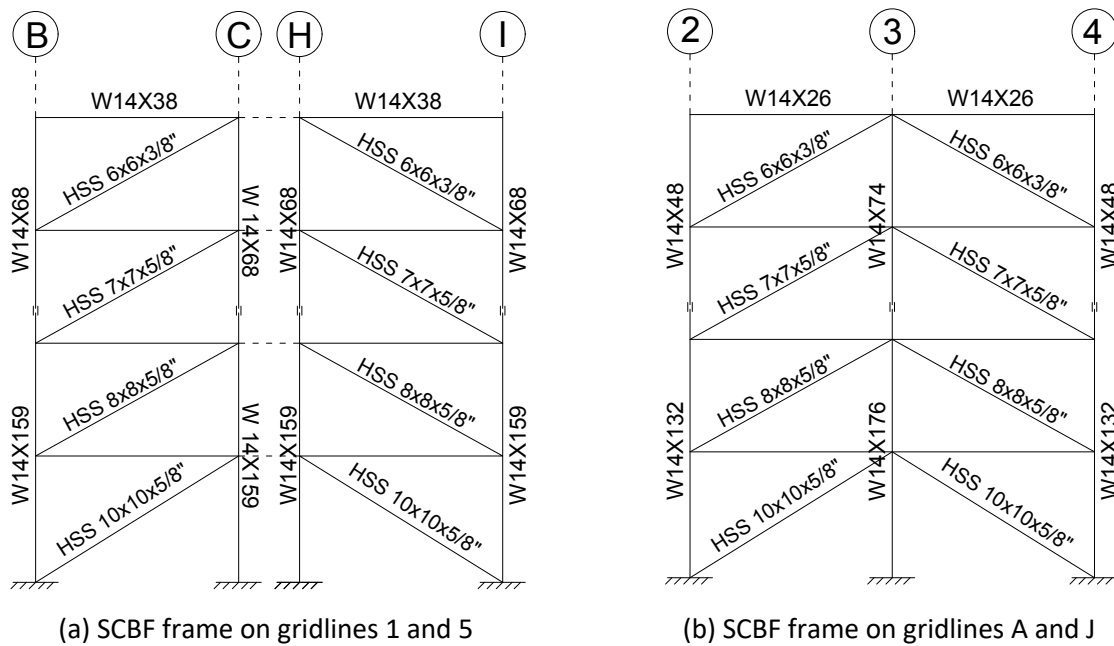 B C H I
W14X38 W14X38
HSS 6x6x3/8" HSS 6x6x3/8"
W14X68 W 14X68 W14X68 W14X68
HSS 7x7x5/8" HSS 7x7x5/8"
HSS 8x8x5/8" HSS 8x8x5/8"
W14X159 W 14X159 W14X159 W14X159
HSS 10x10x5/8" HSS 10x10x5/8"
(a) SCBF frame on gridlines 1 and 5
2 3 4
W14X26 W14X26
HSS 6x6x3/8" HSS 6x6x3/8"
W14X48 W14X74 W14X48
HSS 7x7x5/8" HSS 7x7x5/8"
HSS 8x8x5/8" HSS 8x8x5/8"
W14X132 W14X176 W14X132
HSS 10x10x5/8" HSS 10x10x5/8"
(b) SCBF frame on gridlines A and J